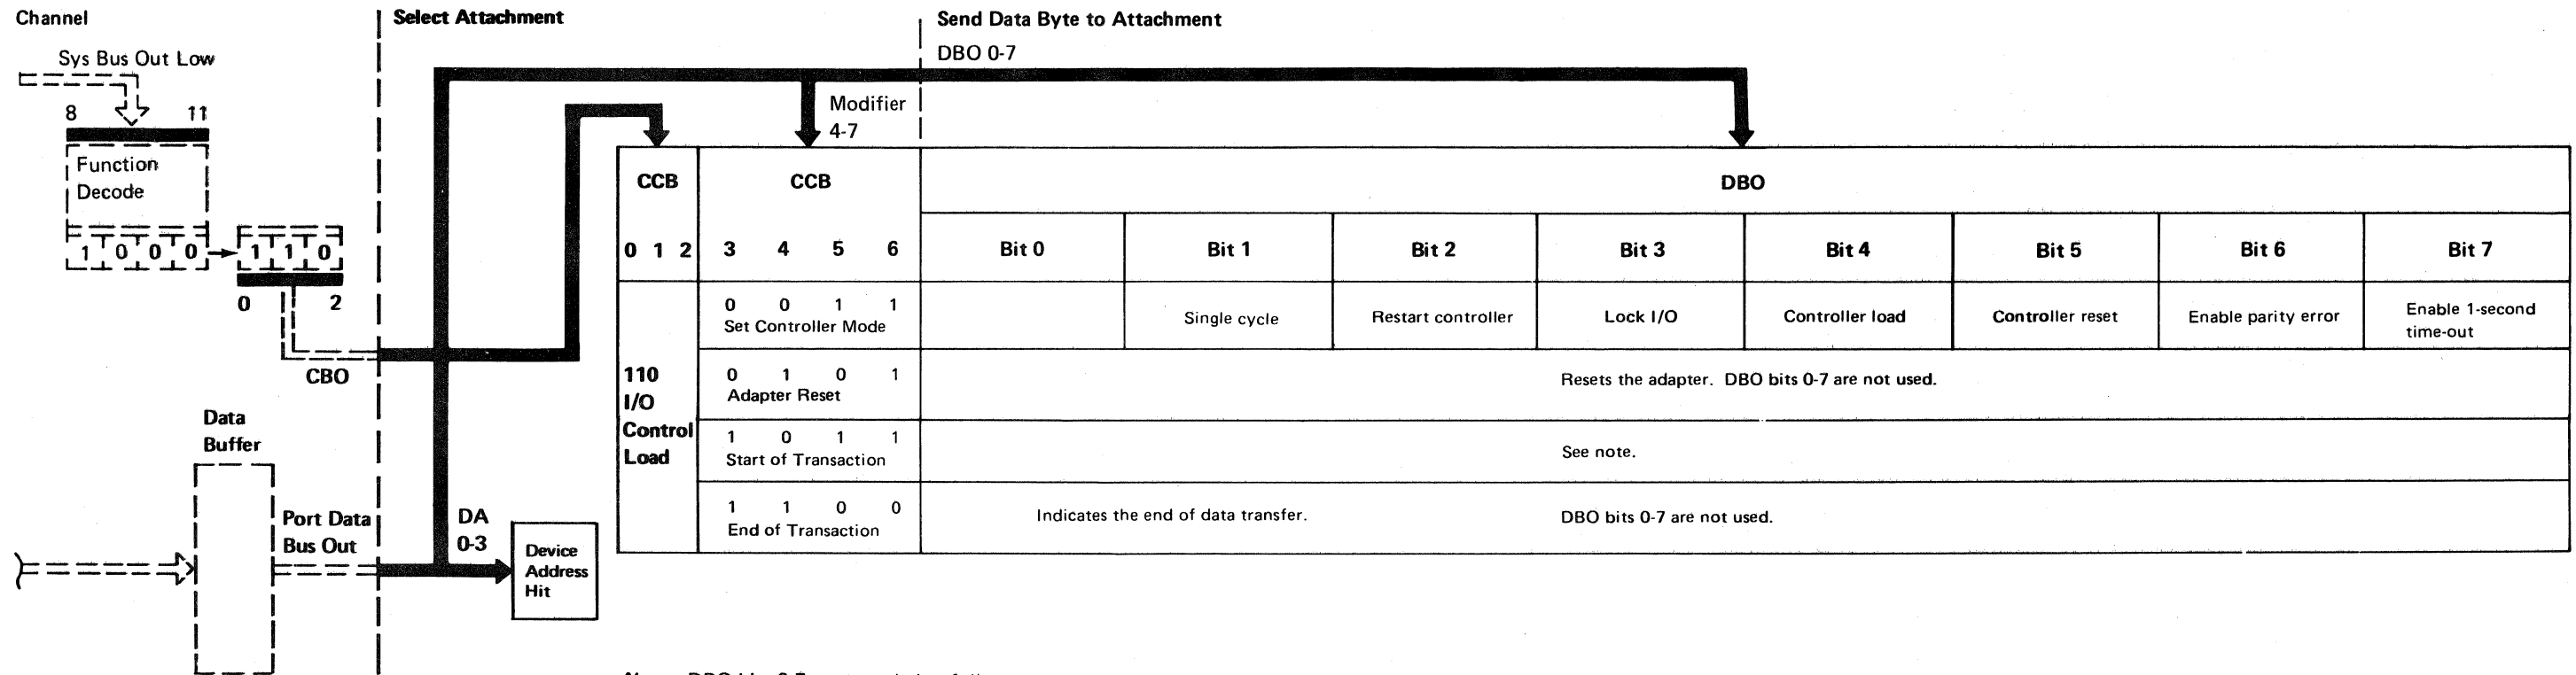 Channel
Select Attachment
Send Data Byte to Attachment
DBO 0-7
Sys Bus Out Low
8 11
Modifier
4-7
Function
Decode
1 0 0 0
1 1 0
0 2
CBO
Data
Buffer
Port Data
Bus Out
DA
0-3
Device
Address
Hit
CCB CCB DBO
0 1 2 3 4 5 6 Bit 0 Bit 1 Bit 2 Bit 3 Bit 4 Bit 5 Bit 6 Bit 7
110
I/O
Control
Load
0 0 1 1
Set Controller Mode
Single cycle
Restart controller
Lock I/O
Controller load
Controller reset
Enable parity error
Enable 1-second
time-out
0 1 0 1
Adapter Reset
Resets the adapter. DBO bits 0-7 are not used.
1 0 1 1
Start of Transaction
See note.
1 1 0 0
End of Transaction
Indicates the end of data transfer. DBO bits 0-7 are not used.